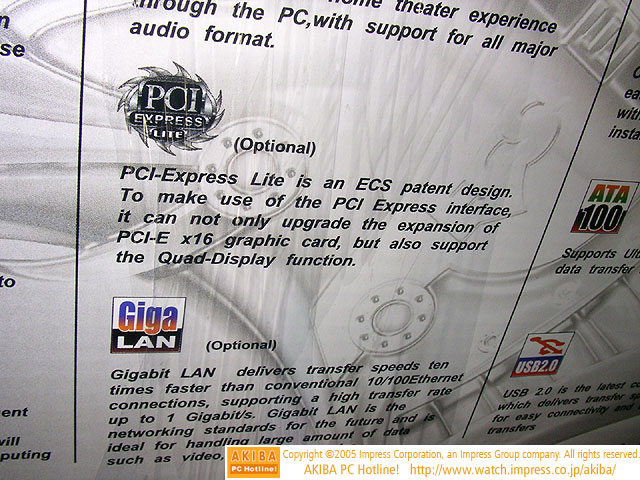 home theater experience
through the PC,with support for all major
audio format.
se
PCI
EXPRESS
LITE
(Optional)
PCI-Express Lite is an ECS patent design.
To make use of the PCI Express interface,
it can not only upgrade the expansion of
PCI-E x16 graphic card, but also support
the Quad-Display function.
to
Giga
LAN
(Optional)
Gigabit LAN delivers transfer speeds ten
times faster than conventional 10/100Ethernet
connections, supporting a high transfer rate
up to 1 Gigabit/s. Gigabit LAN is the
networking standards for the future and is
ideal for handling large amount of data
such as video.
ent
will
puting
ea
with
insta
ATA
100
Supports Ult
data transfer
USB2.0
USB 2.0 is the latest
which delivers transfer
for easy connectivity and
transfers
AKIBA
PC Hotline!
Copyright ©2005 Impress Corporation, an Impress Group company. All rights reserved.
AKIBA PC Hotline! http://www.watch.impress.co.jp/akiba/